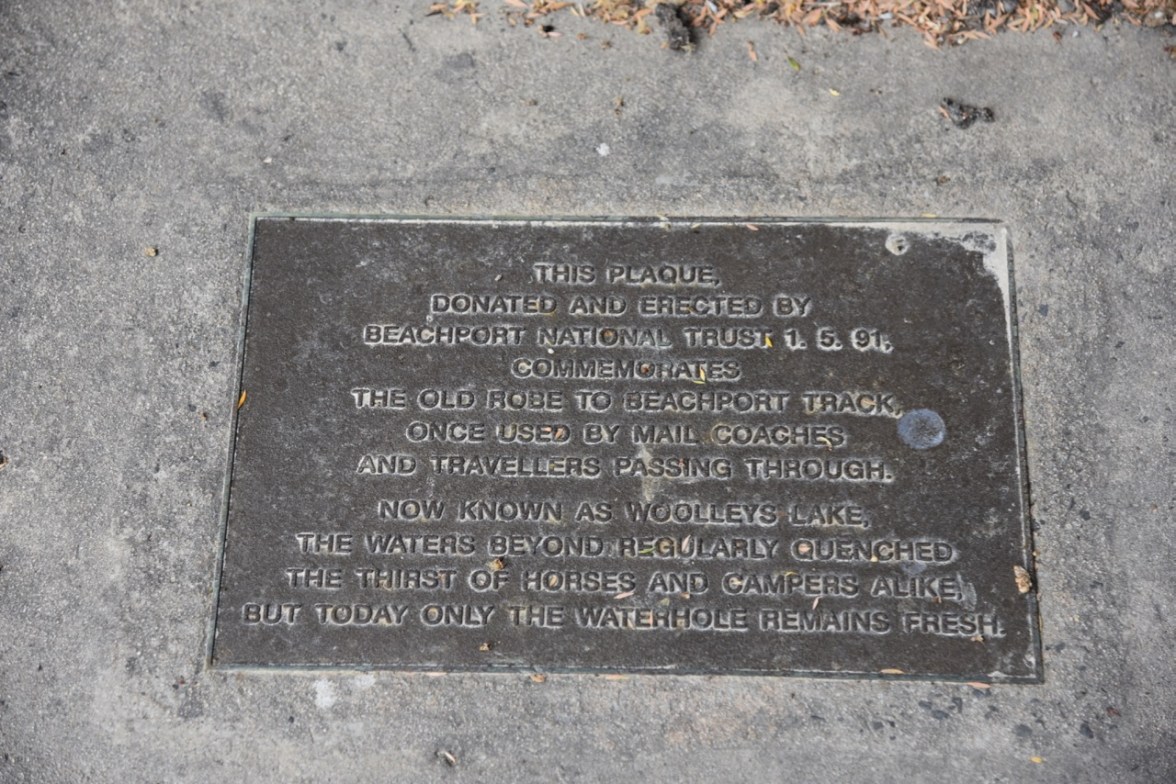 THIS PLAQUE,
DONATED AND ERECTED BY
BEACHPORT NATIONAL TRUST 1. 5. 91,
COMMEMORATES
THE OLD ROBE TO BEACHPORT TRACK,
ONCE USED BY MAIL COACHES
AND TRAVELLERS PASSING THROUGH.
NOW KNOWN AS WOOLLEYS LAKE,
THE WATERS BEYOND REGULARLY QUENCHED
THE THIRST OF HORSES AND CAMPERS ALIKE,
BUT TODAY ONLY THE WATERHOLE REMAINS FRESH.